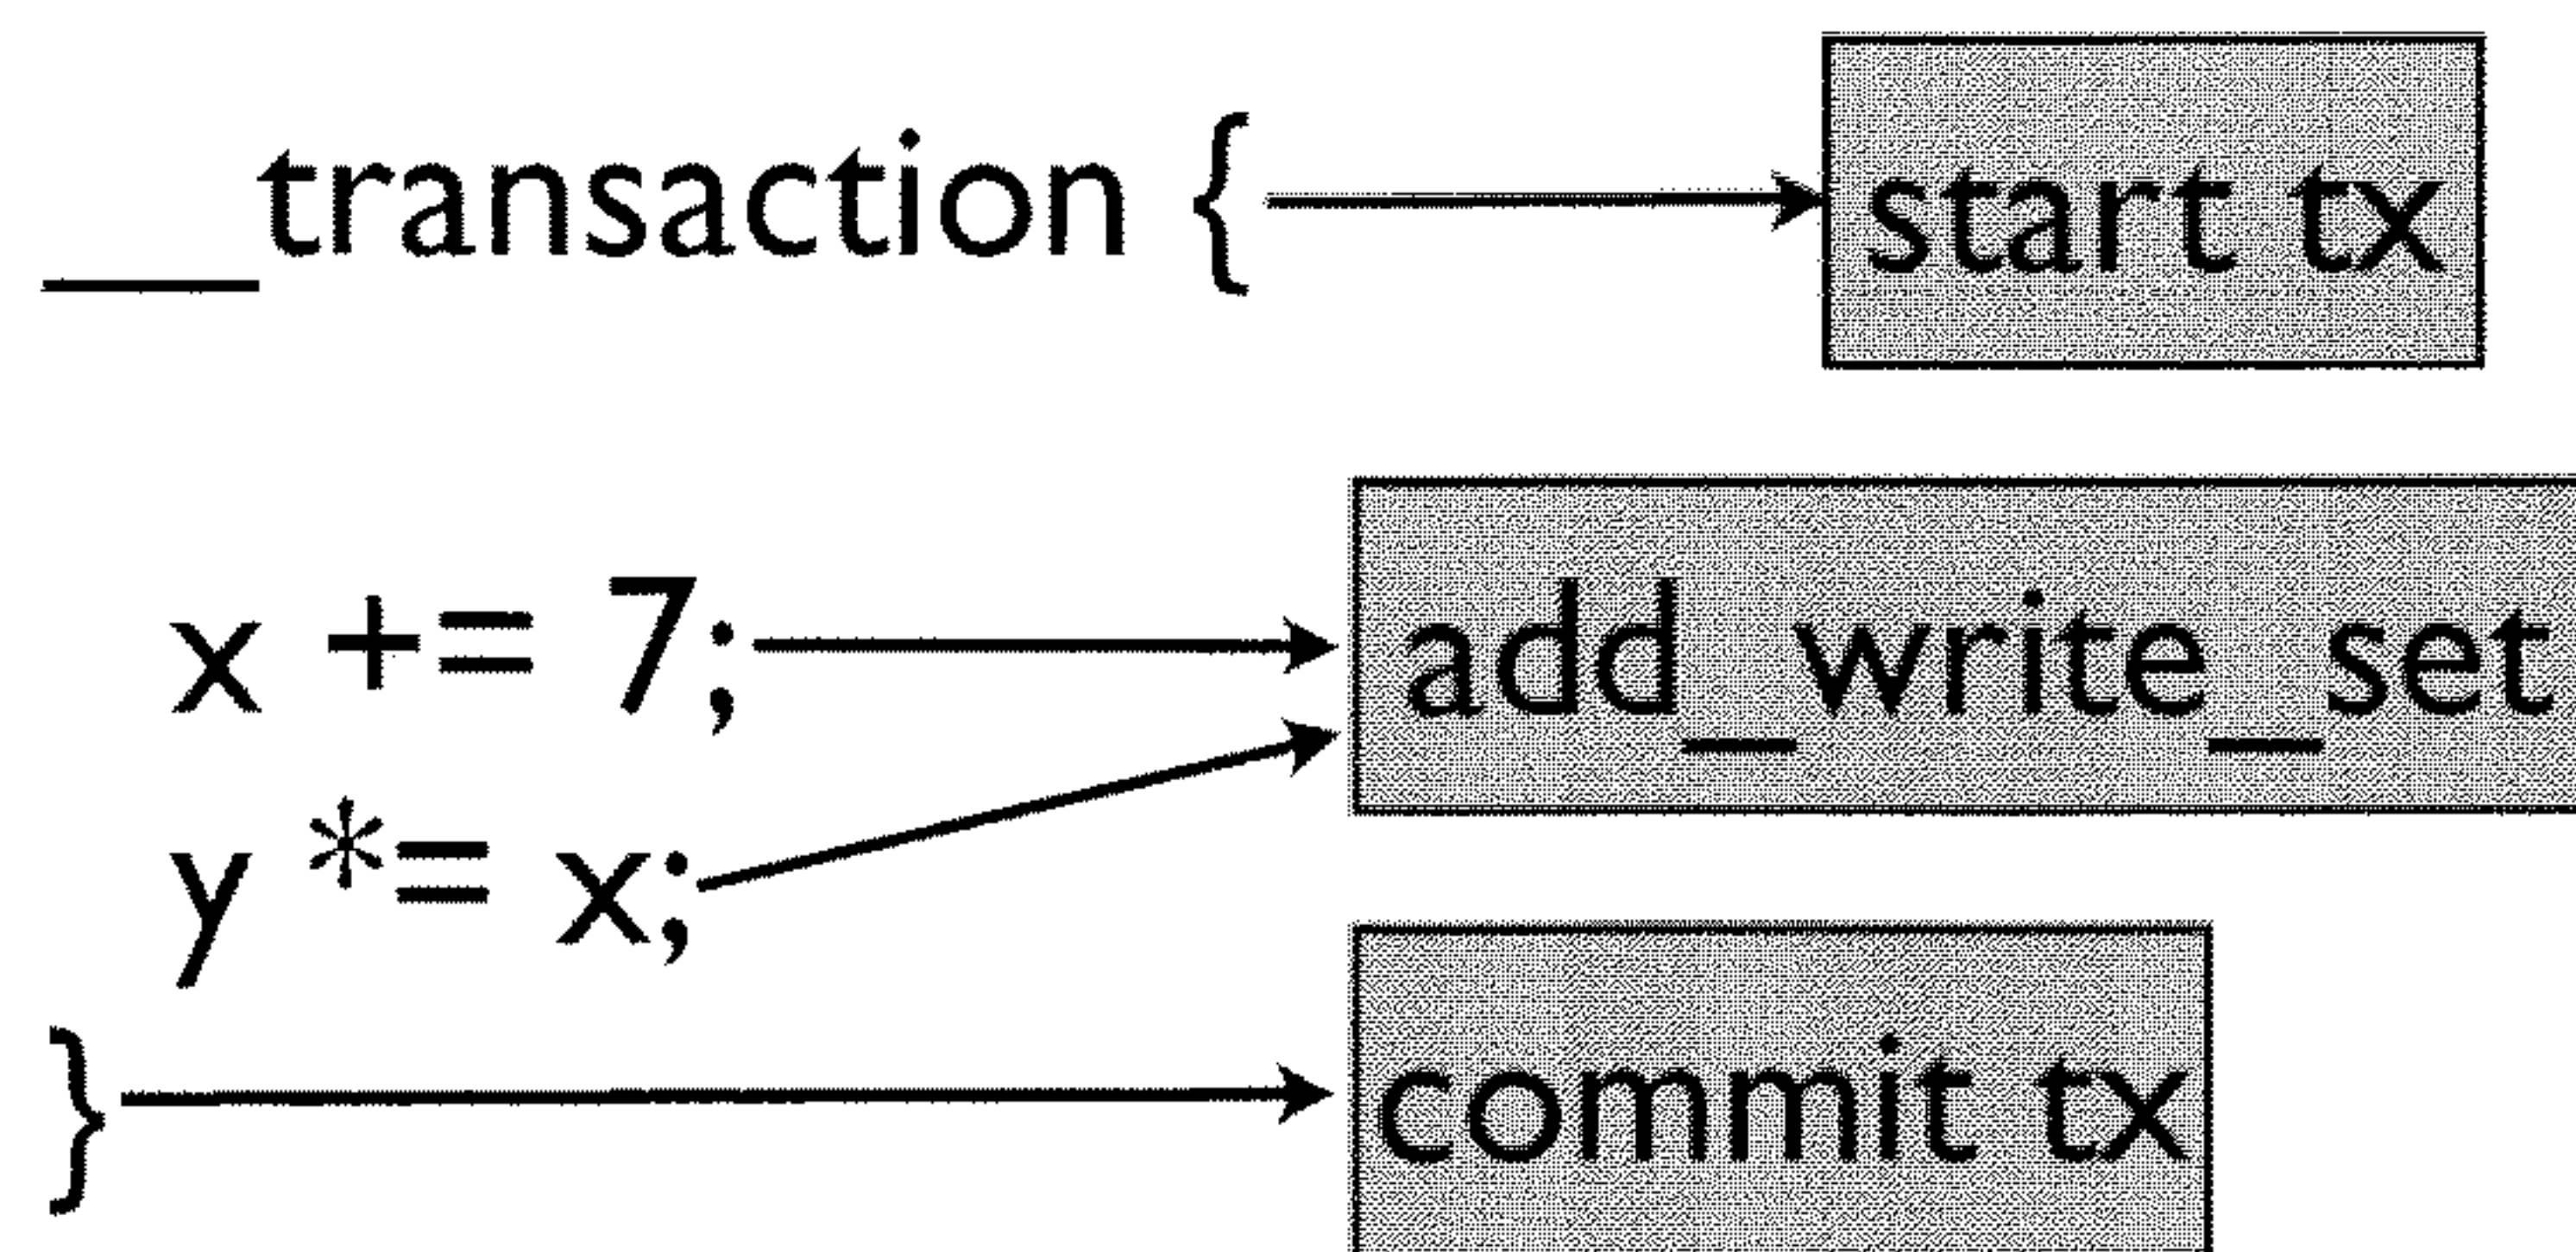 __transaction { start tx
x += 7; add_write_set
y *= x;
} commit tx